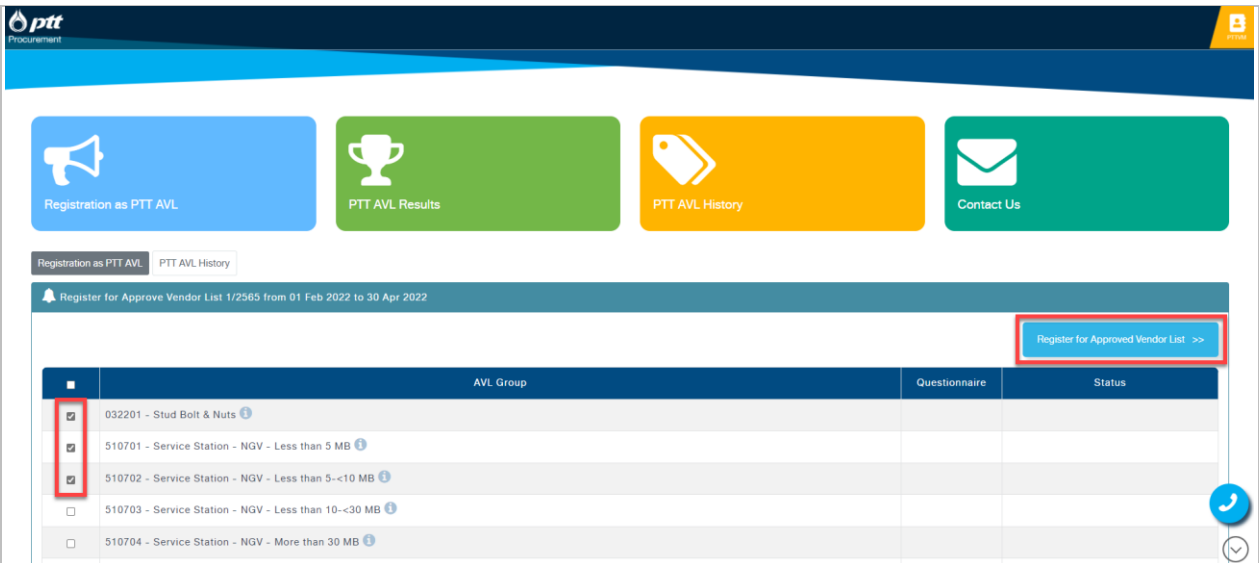 ptt
Procurement
PTTVM
Registration as PTT AVL
PTT AVL Results
PTT AVL History
Contact Us
Registration as PTT AVL
PTT AVL History
Register for Approve Vendor List 1/2565 from 01 Feb 2022 to 30 Apr 2022
Register for Approved Vendor List >>
AVL Group
Questionnaire
Status
032201 - Stud Bolt & Nuts
510701 - Service Station - NGV - Less than 5 MB
510702 - Service Station - NGV - Less than 5-<10 MB
510703 - Service Station - NGV - Less than 10-<30 MB
510704 - Service Station - NGV - More than 30 MB